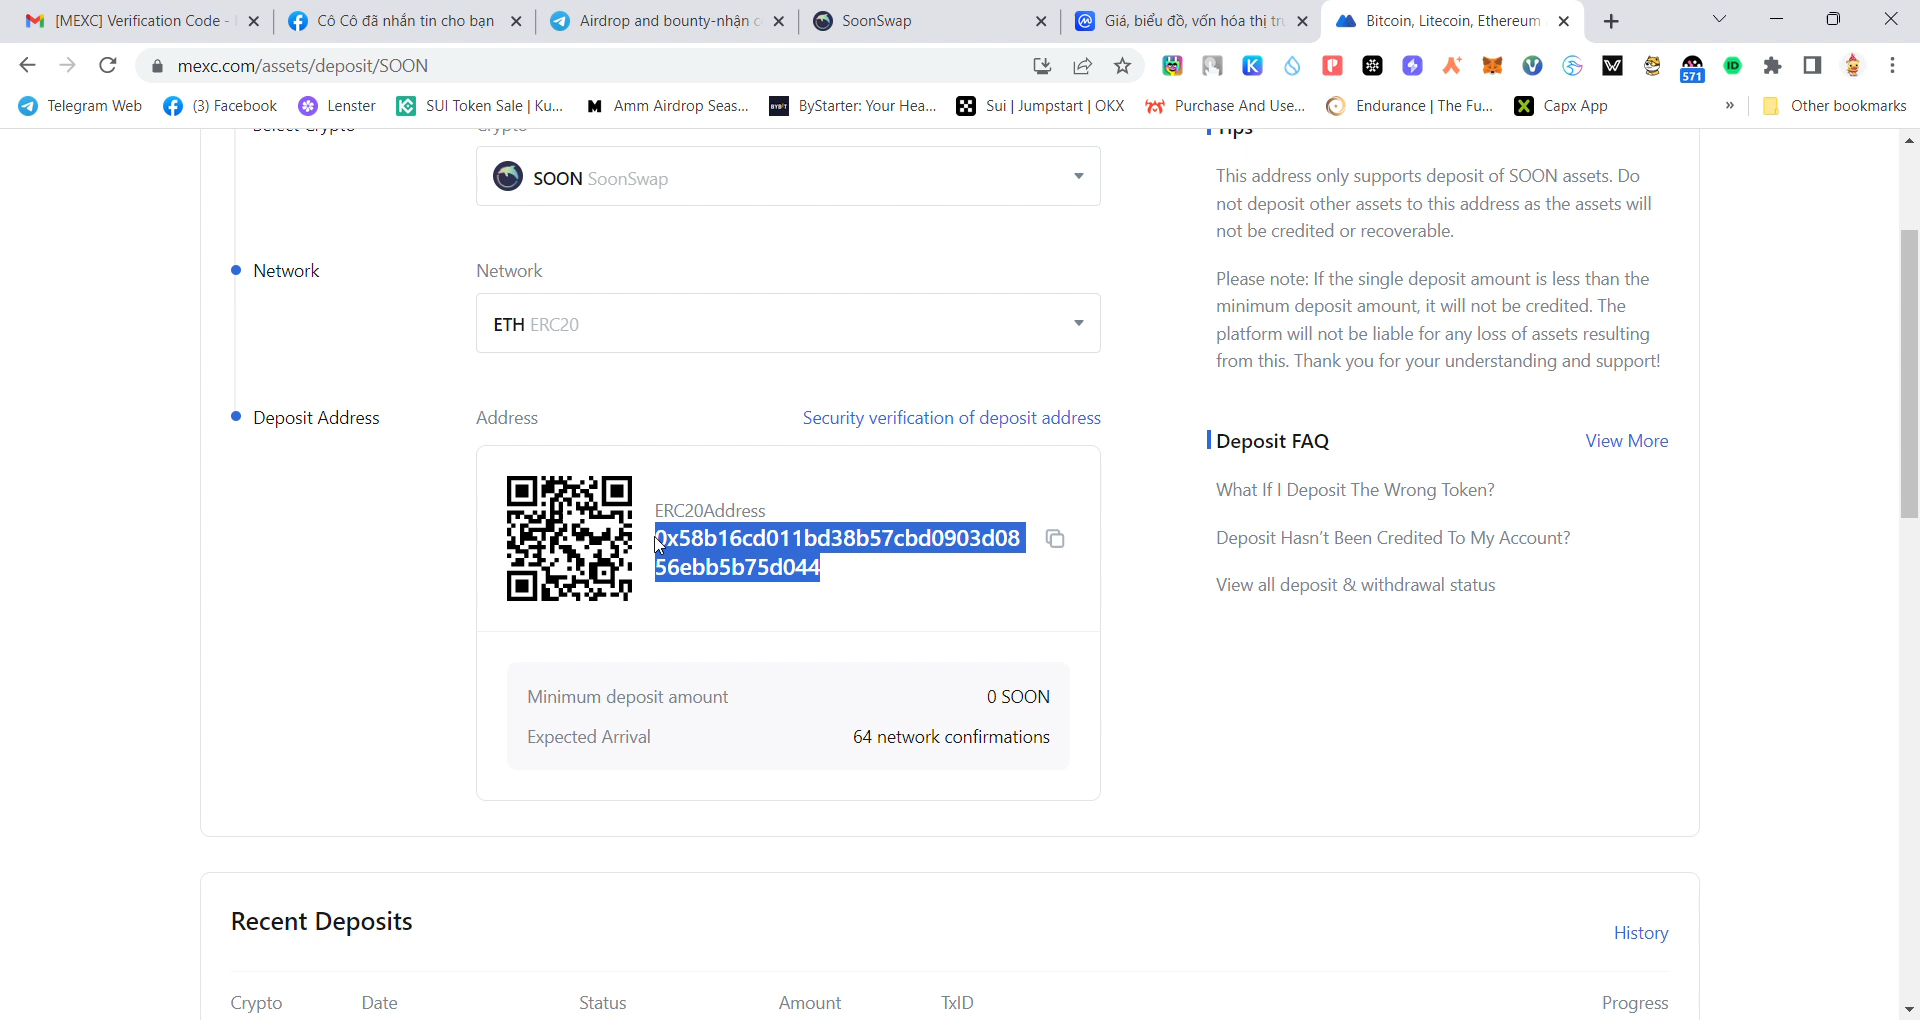 [MEXC] Verification Code -
Cô Cô đã nhắn tin cho bạn
Airdrop and bounty-nhận
SoonSwap
Giá, biểu đồ, vốn hóa thị
Bitcoin, Litecoin, Ethereum
mexc.com/assets/deposit/SOON
571
ID
Telegram Web
(3) Facebook
Lenster
SUI Token Sale | Ku...
Amm Airdrop Seas...
ByStarter: Your Hea...
Sui | Jumpstart | OKX
Purchase And Use...
Endurance | The Fu...
Capx App
»
Other bookmarks
Select Crypto
Crypto
SOON SoonSwap
Network
Network
ETH ERC20
Deposit Address
Address
Security verification of deposit address
ERC20Address
0x58b16cd011bd38b57cbd0903d08
56ebb5b75d044
Minimum deposit amount
0 SOON
Expected Arrival
64 network confirmations
Tips
This address only supports deposit of SOON assets. Do
not deposit other assets to this address as the assets will
not be credited or recoverable.
Please note: If the single deposit amount is less than the
minimum deposit amount, it will not be credited. The
platform will not be liable for any loss of assets resulting
from this. Thank you for your understanding and support!
Deposit FAQ
View More
What If I Deposit The Wrong Token?
Deposit Hasn't Been Credited To My Account?
View all deposit & withdrawal status
Recent Deposits
History
Crypto
Date
Status
Amount
TxID
Progress